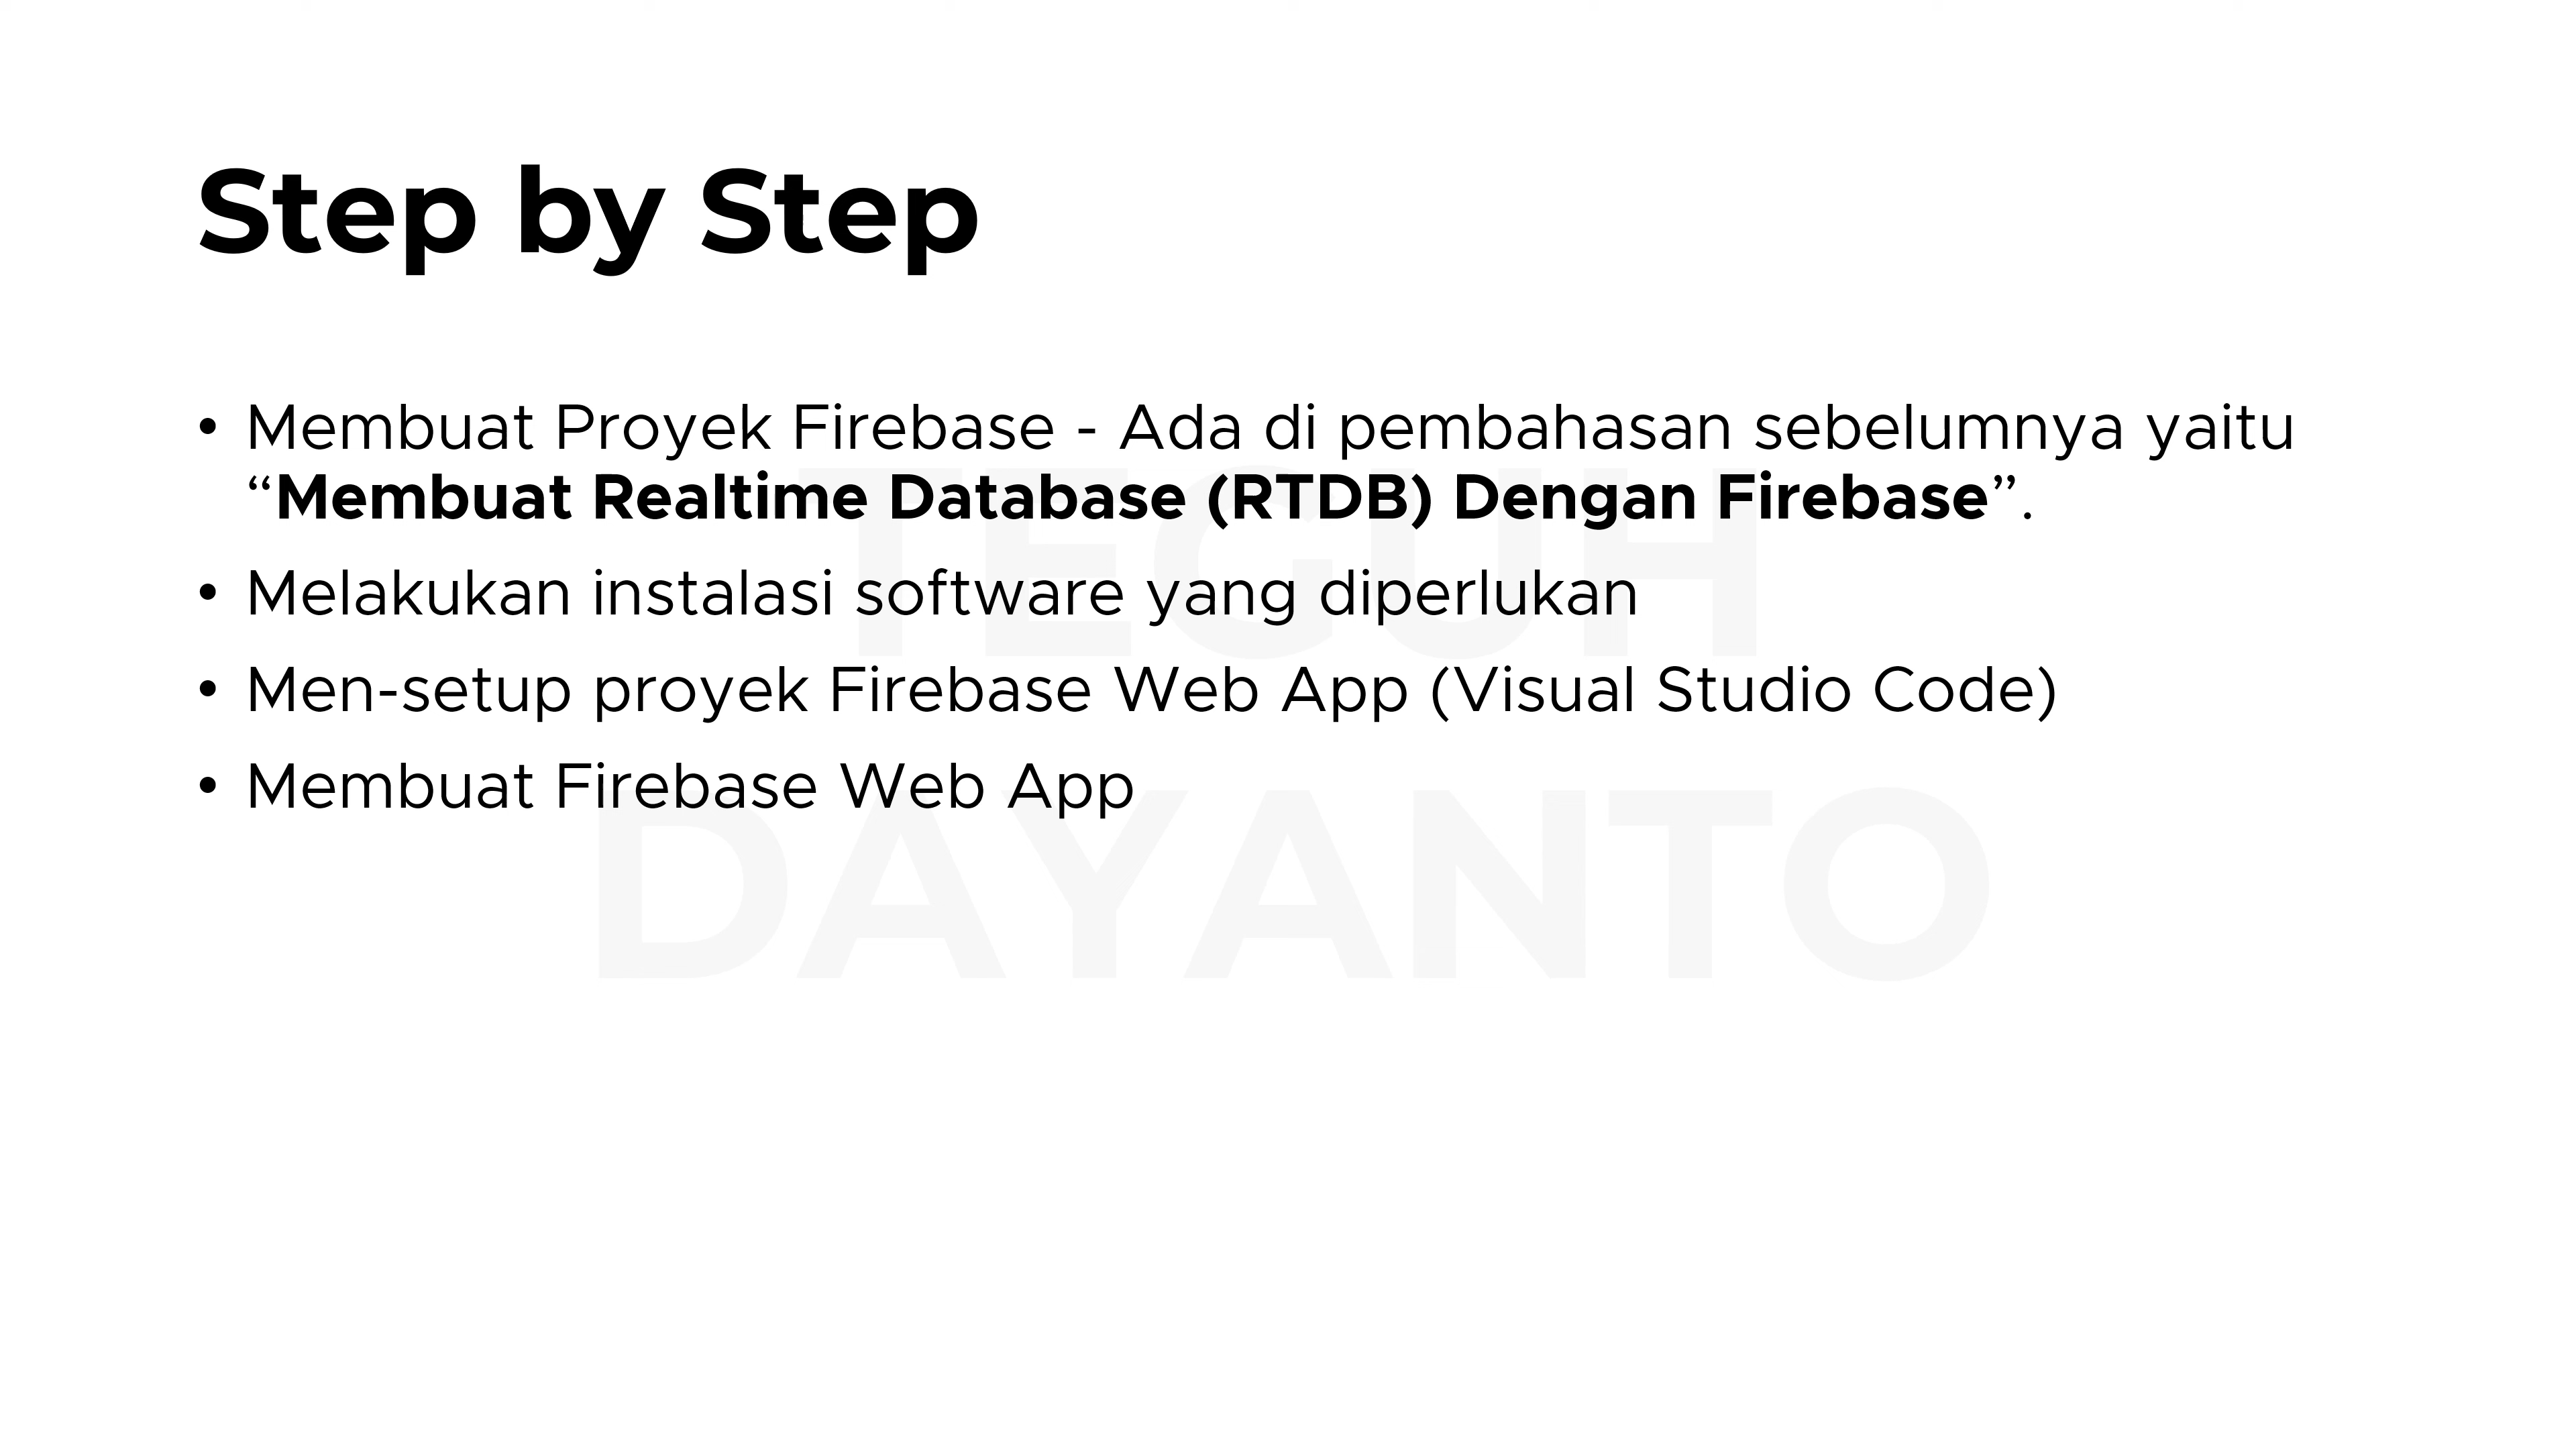 Step by Step
• Membuat Proyek Firebase - Ada di pembahasan sebelumnya yaitu
“Membuat Realtime Database (RTDB) Dengan Firebase”.
• Melakukan instalasi software yang diperlukan
• Men-setup proyek Firebase Web App (Visual Studio Code)
• Membuat Firebase Web App
TEGUH
DAYANTO